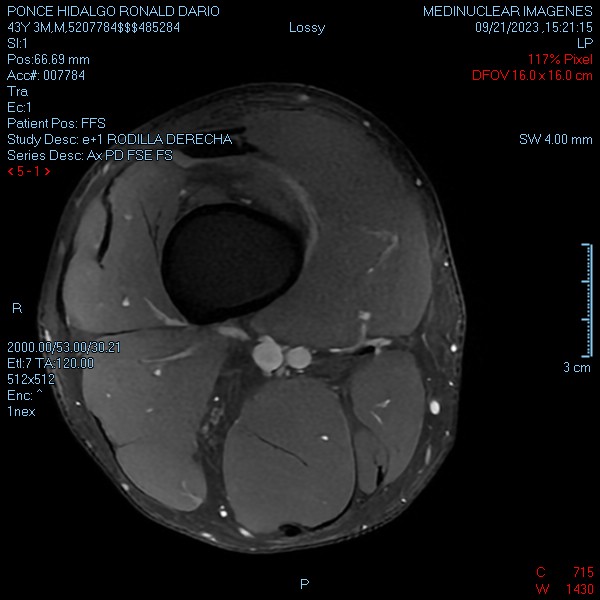 PONCE HIDALGO RONALD DARIO
43Y 3M,M,5207784$$$485284
Sl:1
Pos:66.69 mm
Acc#: 007784
Tra
Ec:1
Patient Pos: FFS
Study Desc: e+1 RODILLA DERECHA
Series Desc: Ax PD FSE FS
< 5 - 1 >
Lossy
MEDINUCLEAR IMAGENES
09/21/2023 ,15:21:15
LP
117% Pixel
DFOV 16.0 x 16.0 cm
SW 4.00 mm
R
2000.00/53.00/30.21
Etl:7 TA:120.00
512x512
Enc: ^
1nex
3 cm
P
C 715
W 1430